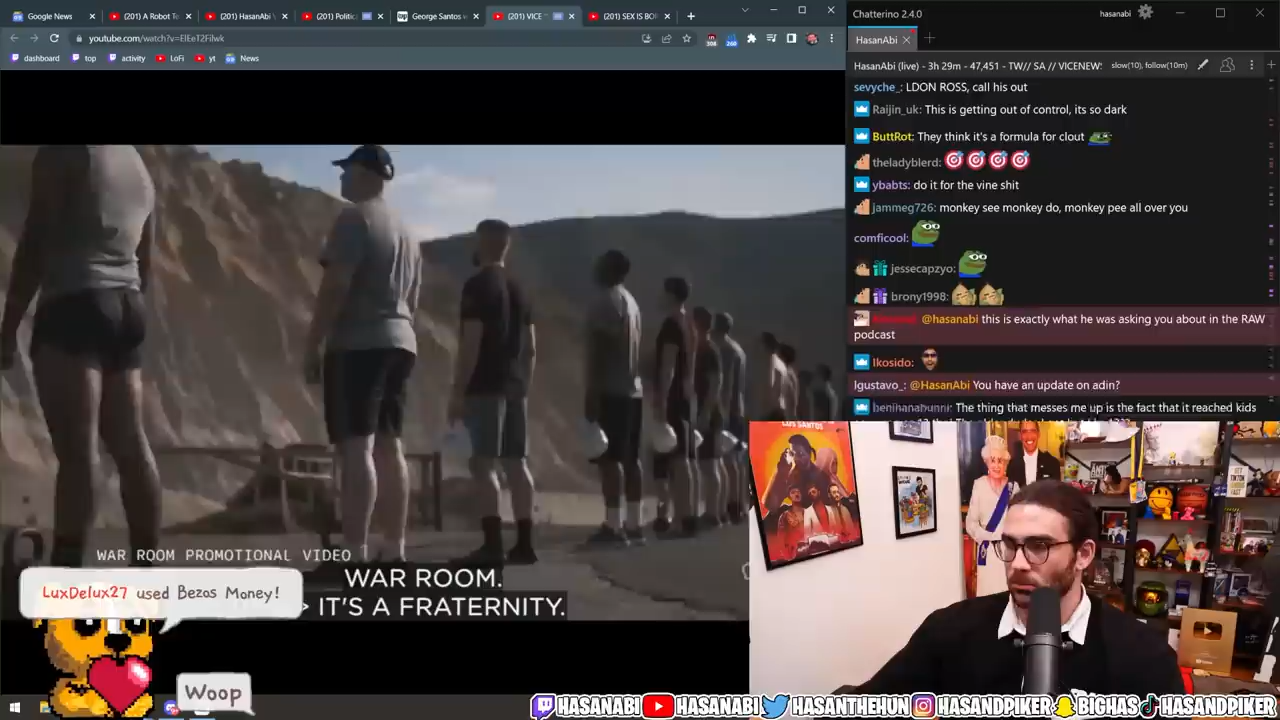 Google News
(201) A Robot T
(201) HasanAbi
(201) Politic
George Santos
(201) VICE
(201) SEX IS BO
youtube.com/watch?v=ElEeT2Filwk
dashboard
top
activity
LoFi
yt
News
Chatterino 2.4.0
hasanabi
HasanAbi
HasanAbi (live) - 3h 29m - 47,451 - TW// SA // VICENEW
slow(10), follow(10m)
sevyche_: LDON ROSS, call his out
Raijin_uk: This is getting out of control, its so dark
ButtRot: They think it's a formula for clout
theladyblerd:
ybabts: do it for the vine shit
jammeg726: monkey see monkey do, monkey pee all over you
comficool:
jessecapzyo:
brony1998:
@hasanabi this is exactly what he was asking you about in the RAW
podcast
Ikosido:
lgustavo_: @HasanAbi You have an update on adin?
benihanabunni: The thing that messes me up is the fact that it reached kids
LOS SANTOS
WAR ROOM PROMOTIONAL VIDEO
WAR ROOM.
> IT'S A FRATERNITY.
LuxDelux27 used Bezos Money!
Woop
HASANABI HASANABI HASANTHEHUN HASANDPIKER BIGHAS HASANDPIKER